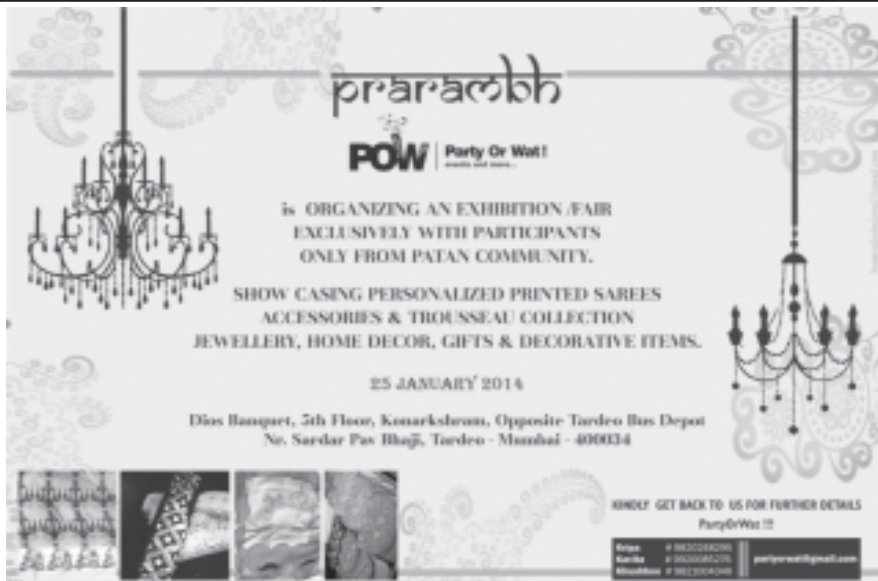 prarambh
POW Party Or Wat!
events and more...
is ORGANIZING AN EXHIBITION /FAIR
EXCLUSIVELY WITH PARTICIPANTS
ONLY FROM PATAN COMMUNITY.
SHOW CASING PERSONALIZED PRINTED SAREES
ACCESSORIES & TROUSSEAU COLLECTION
JEWELLERY, HOME DECOR, GIFTS & DECORATIVE ITEMS.
25 JANUARY 2014
Dios Banquet, 5th Floor, Konarkshram, Opposite Tardeo Bus Depot
Nr. Sardar Pav Bhaji, Tardeo - Mumbai - 400034
KINDLY GET BACK TO US FOR FURTHER DETAILS
PartyOrWat !!!
Kripa
Kanika
Khushboo
partyorwat@gmail.com